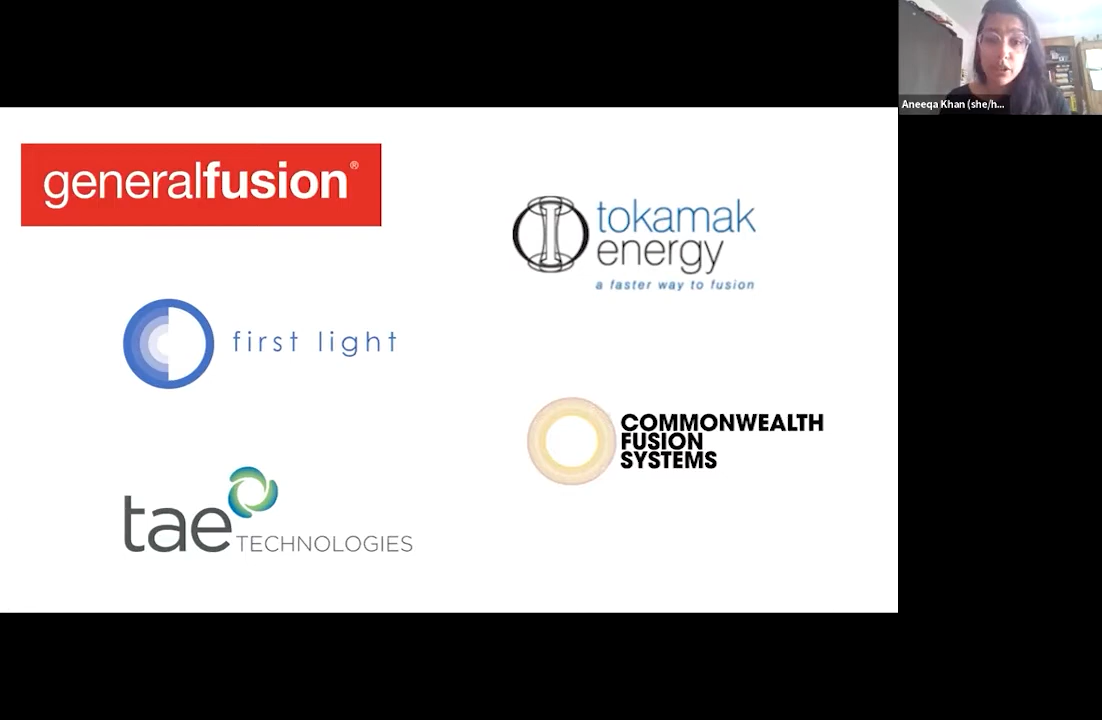 Aneeqa Khan (she/h...
generalfusion®
tokamak
energy
a faster way to fusion
first light
COMMONWEALTH
FUSION
SYSTEMS
tae TECHNOLOGIES